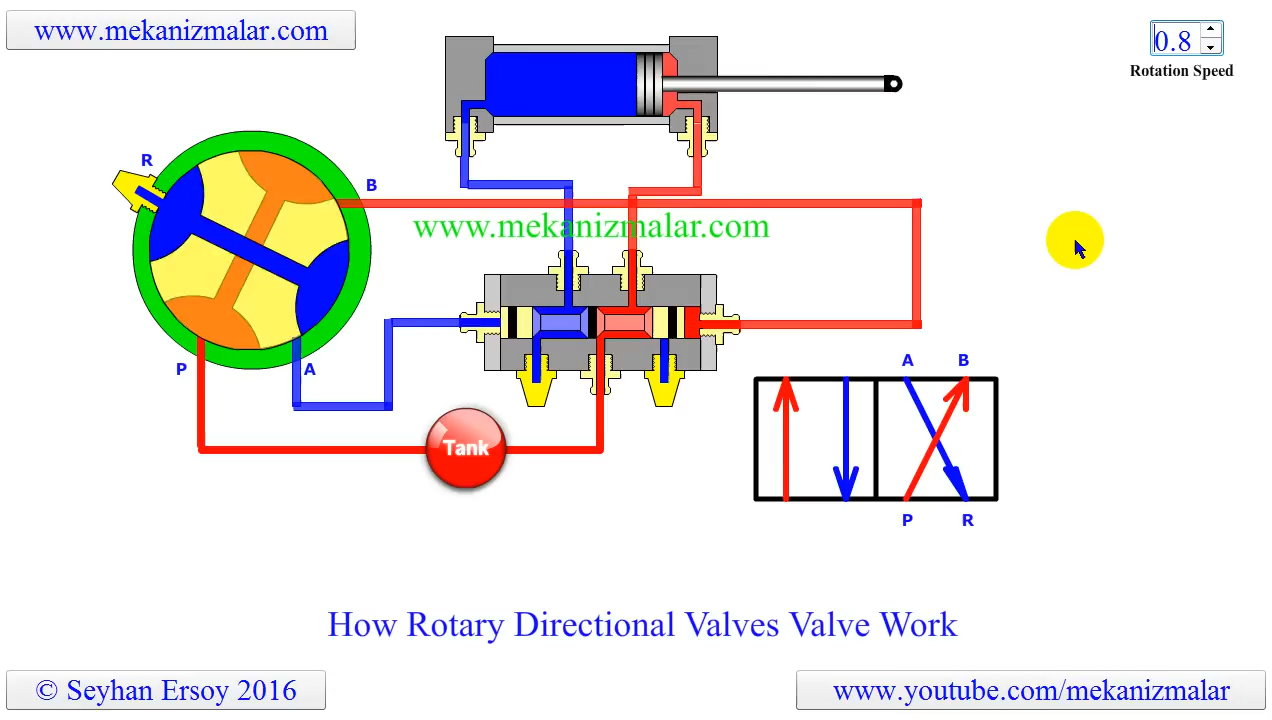 www.mekanizmalar.com
0.8
Rotation Speed
R
B
www.mekanizmalar.com
P
A
A
B
Tank
P
R
How Rotary Directional Valves Valve Work
© Seyhan Ersoy 2016
www.youtube.com/mekanizmalar